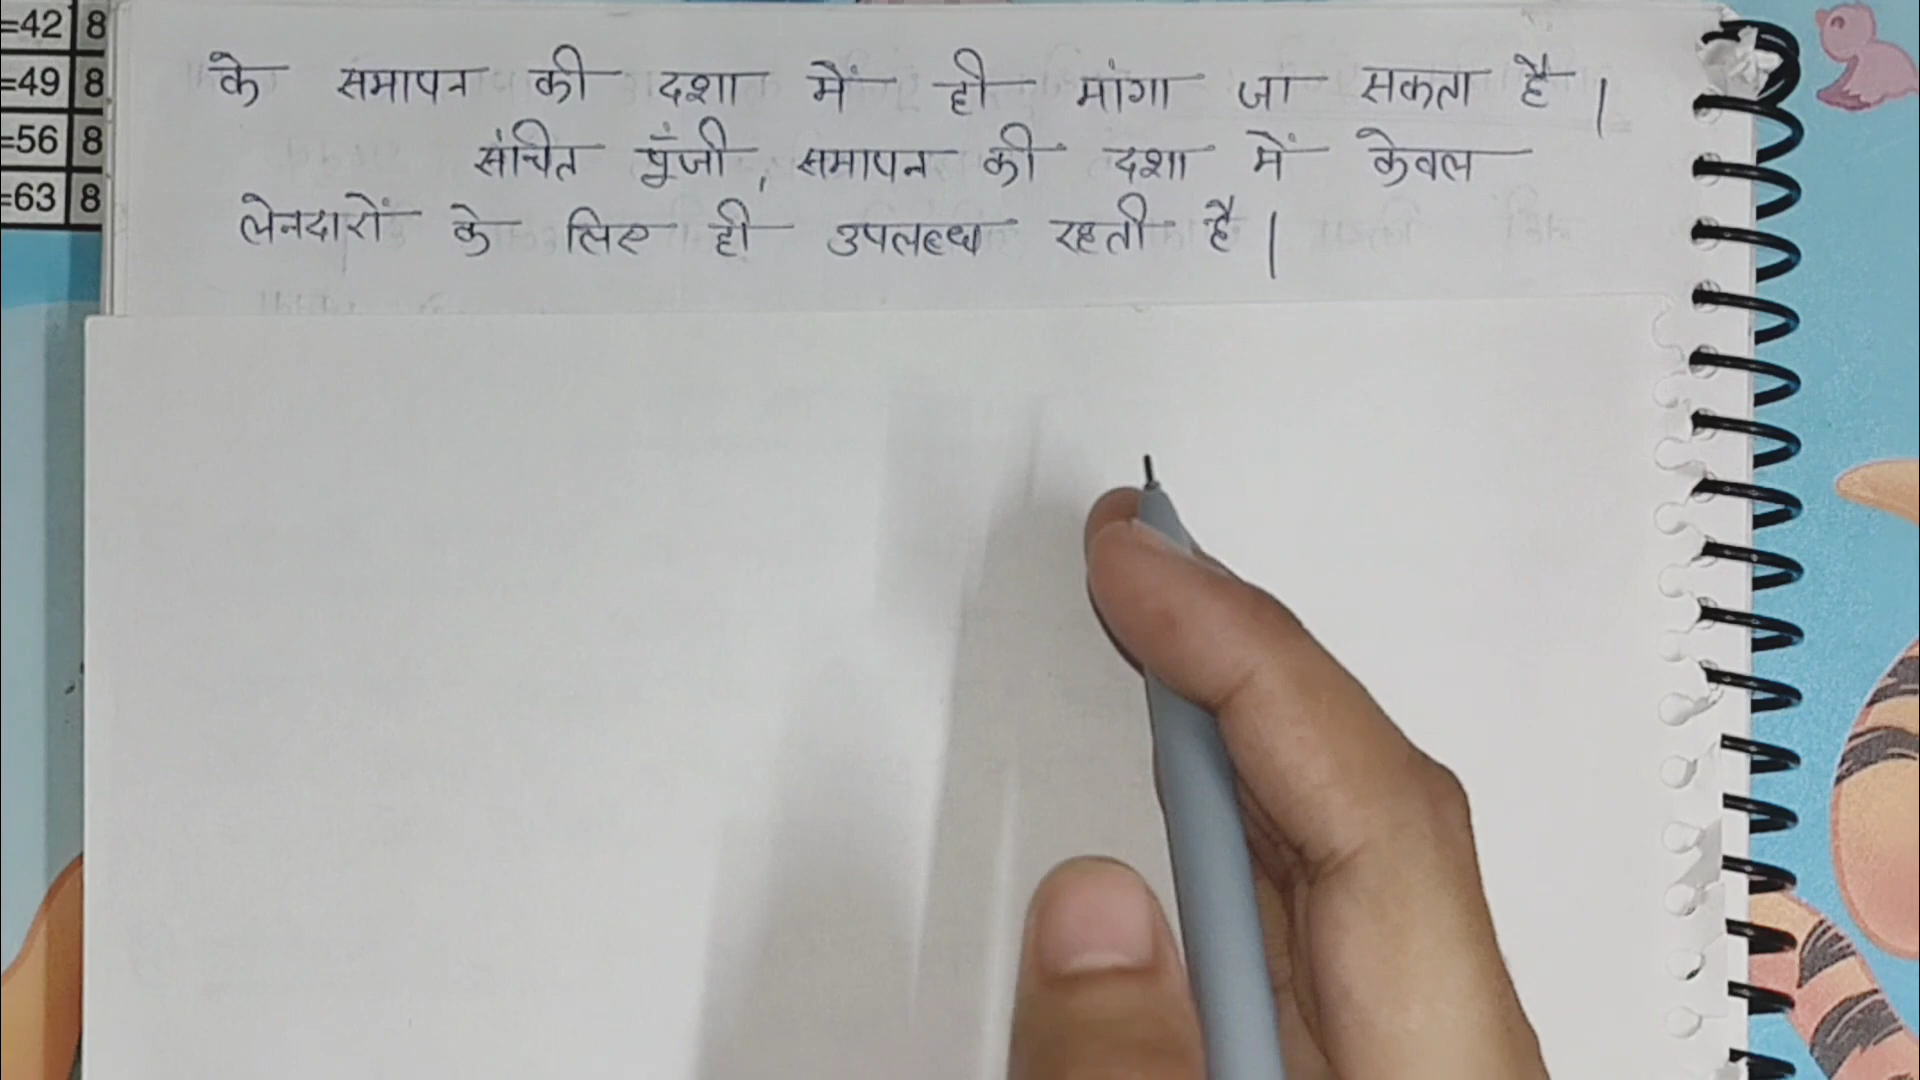 =42 8
=49 8
=56 8
=63 8
के समापन की दशा में ही मांगा जा सकता है |
संचित पूँजी, समापन की दशा में केवल
लेनदारों के लिए ही उपलब्ध रहती है |